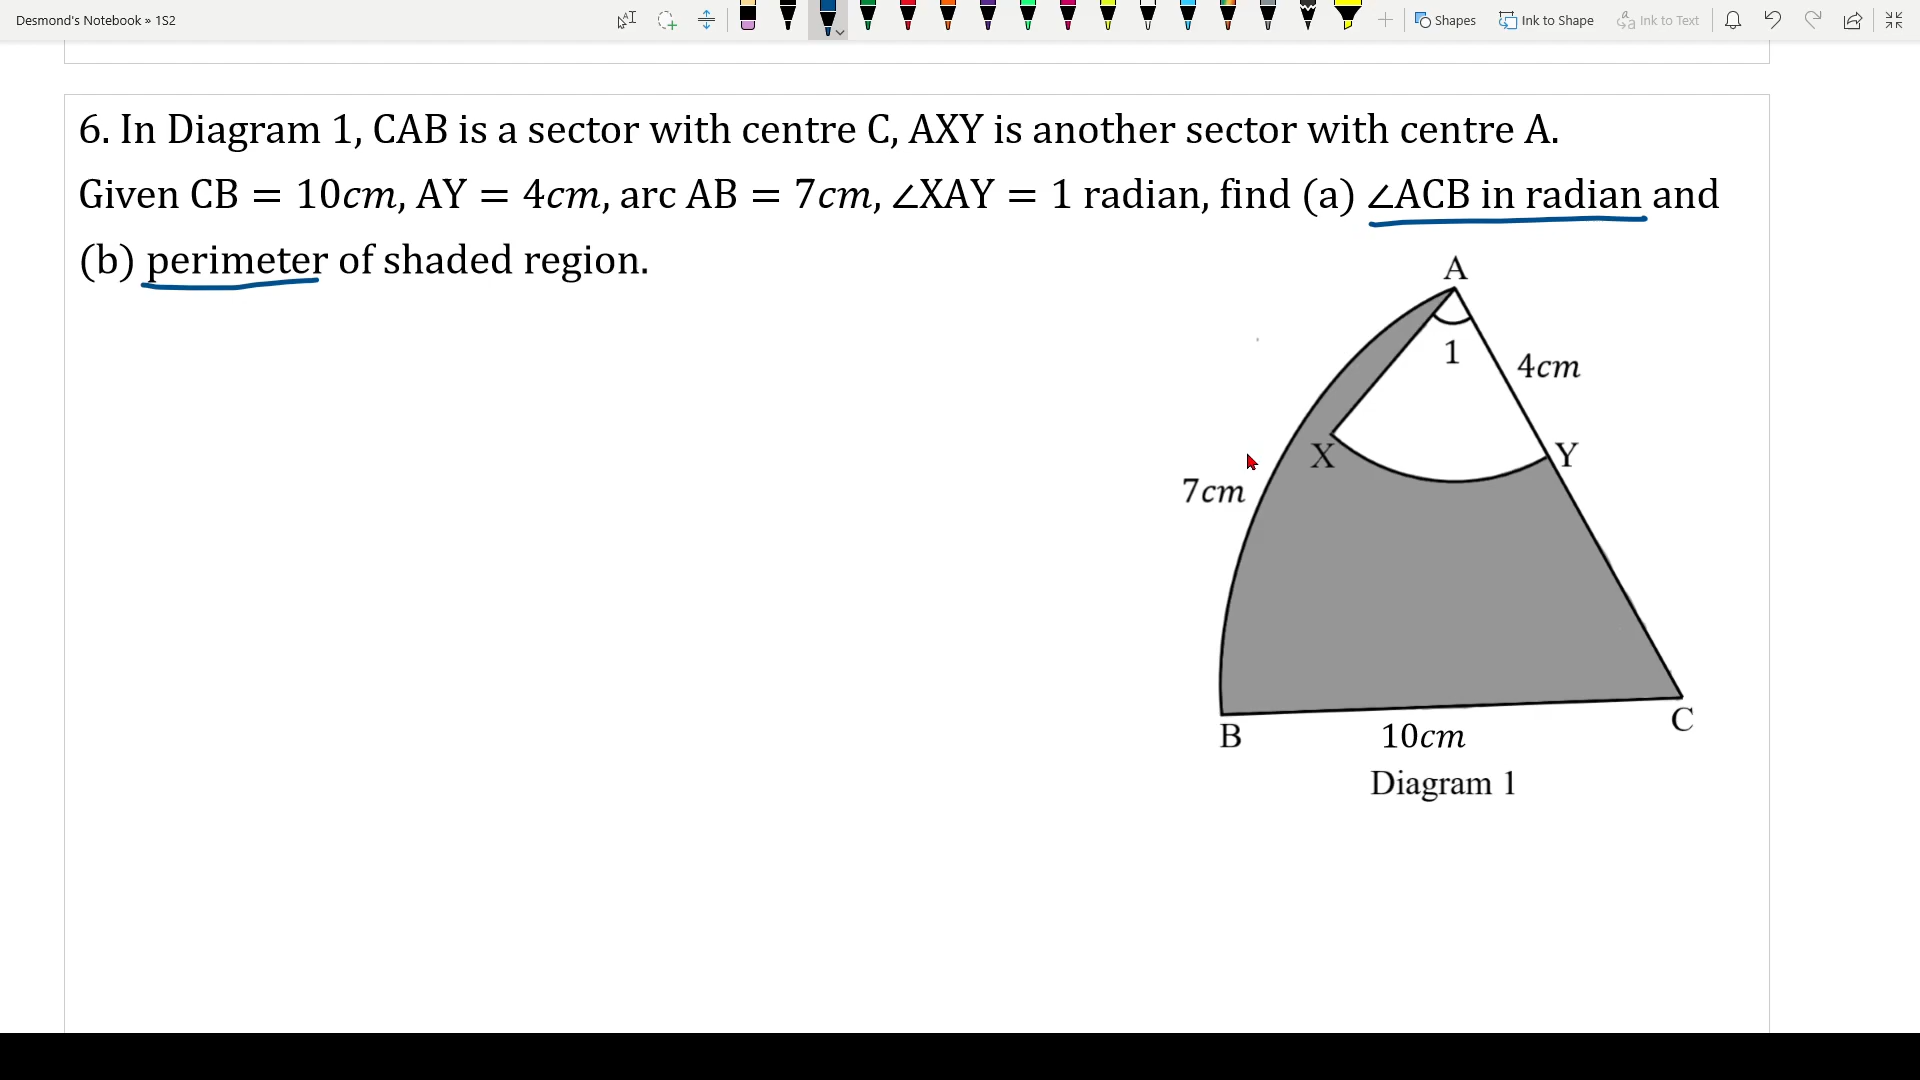 Desmond's Notebook » 1S2
Shapes
Ink to Shape
Ink to Text
6. In Diagram 1, CAB is a sector with centre C, AXY is another sector with centre A.
Given CB = 10cm, AY = 4cm, arc AB = 7cm, ∠XAY = 1 radian, find (a) ∠ACB in radian and
(b) perimeter of shaded region.
A
1
4cm
X
Y
7cm
B
10cm
C
Diagram 1